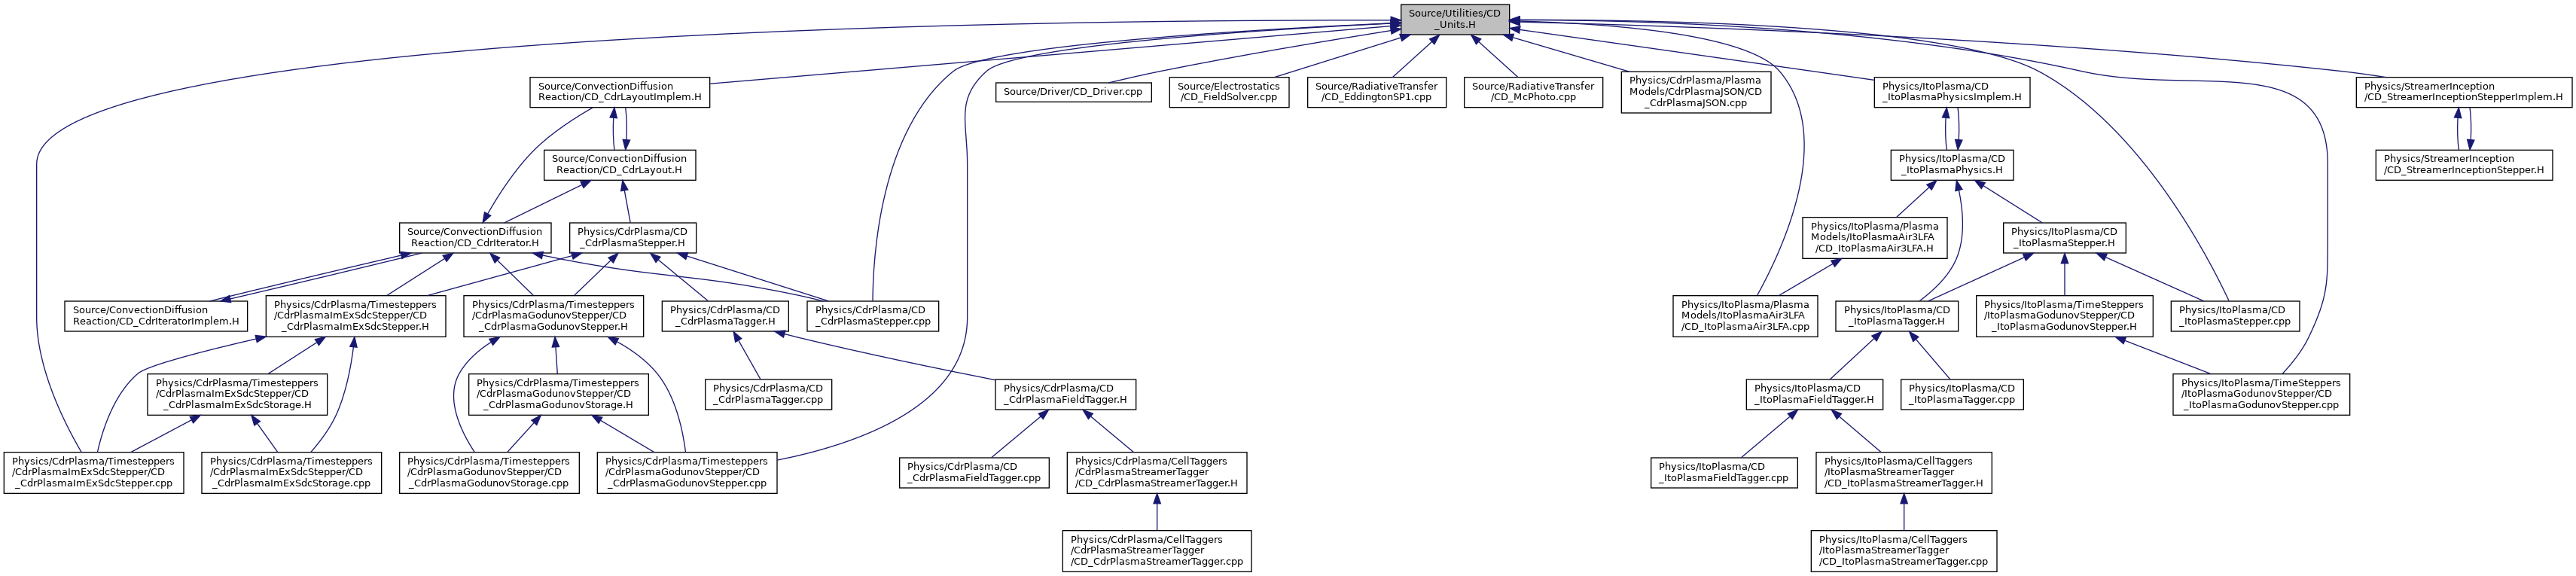 Source/Utilities/CD
_Units.H
Source/ConvectionDiffusion
Reaction/CD_CdrLayoutImplem.H
Source/Driver/CD_Driver.cpp
Source/Electrostatics
/CD_FieldSolver.cpp
Source/RadiativeTransfer
/CD_EddingtonSP1.cpp
Source/RadiativeTransfer
/CD_McPhoto.cpp
Physics/CdrPlasma/Plasma
Models/CdrPlasmaJSON/CD
_CdrPlasmaJSON.cpp
Physics/ItoPlasma/CD
_ItoPlasmaPhysicsImplem.H
Physics/StreamerInception
/CD_StreamerInceptionStepperImplem.H
Source/ConvectionDiffusion
Reaction/CD_CdrLayout.H
Physics/ItoPlasma/CD
_ItoPlasmaPhysics.H
Physics/StreamerInception
/CD_StreamerInceptionStepper.H
Source/ConvectionDiffusion
Reaction/CD_CdrIterator.H
Physics/CdrPlasma/CD
_CdrPlasmaStepper.H
Physics/ItoPlasma/Plasma
Models/ItoPlasmaAir3LFA
/CD_ItoPlasmaAir3LFA.H
Physics/ItoPlasma/CD
_ItoPlasmaStepper.H
Source/ConvectionDiffusion
Reaction/CD_CdrIteratorImplem.H
Physics/CdrPlasma/Timesteppers
/CdrPlasmaImExSdcStepper/CD
_CdrPlasmaImExSdcStepper.H
Physics/CdrPlasma/Timesteppers
/CdrPlasmaGodunovStepper/CD
_CdrPlasmaGodunovStepper.H
Physics/CdrPlasma/CD
_CdrPlasmaTagger.H
Physics/CdrPlasma/CD
_CdrPlasmaStepper.cpp
Physics/ItoPlasma/Plasma
Models/ItoPlasmaAir3LFA
/CD_ItoPlasmaAir3LFA.cpp
Physics/ItoPlasma/CD
_ItoPlasmaTagger.H
Physics/ItoPlasma/TimeSteppers
/ItoPlasmaGodunovStepper/CD
_ItoPlasmaGodunovStepper.H
Physics/ItoPlasma/CD
_ItoPlasmaStepper.cpp
Physics/CdrPlasma/Timesteppers
/CdrPlasmaImExSdcStepper/CD
_CdrPlasmaImExSdcStorage.H
Physics/CdrPlasma/Timesteppers
/CdrPlasmaGodunovStepper/CD
_CdrPlasmaGodunovStorage.H
Physics/CdrPlasma/CD
_CdrPlasmaTagger.cpp
Physics/CdrPlasma/CD
_CdrPlasmaFieldTagger.H
Physics/ItoPlasma/CD
_ItoPlasmaFieldTagger.H
Physics/ItoPlasma/CD
_ItoPlasmaTagger.cpp
Physics/ItoPlasma/TimeSteppers
/ItoPlasmaGodunovStepper/CD
_ItoPlasmaGodunovStepper.cpp
Physics/CdrPlasma/Timesteppers
/CdrPlasmaImExSdcStepper/CD
_CdrPlasmaImExSdcStepper.cpp
Physics/CdrPlasma/Timesteppers
/CdrPlasmaImExSdcStepper/CD
_CdrPlasmaImExSdcStorage.cpp
Physics/CdrPlasma/Timesteppers
/CdrPlasmaGodunovStepper/CD
_CdrPlasmaGodunovStorage.cpp
Physics/CdrPlasma/Timesteppers
/CdrPlasmaGodunovStepper/CD
_CdrPlasmaGodunovStepper.cpp
Physics/CdrPlasma/CD
_CdrPlasmaFieldTagger.cpp
Physics/CdrPlasma/CellTaggers
/CdrPlasmaStreamerTagger
/CD_CdrPlasmaStreamerTagger.H
Physics/ItoPlasma/CD
_ItoPlasmaFieldTagger.cpp
Physics/ItoPlasma/CellTaggers
/ItoPlasmaStreamerTagger
/CD_ItoPlasmaStreamerTagger.H
Physics/CdrPlasma/CellTaggers
/CdrPlasmaStreamerTagger
/CD_CdrPlasmaStreamerTagger.cpp
Physics/ItoPlasma/CellTaggers
/ItoPlasmaStreamerTagger
/CD_ItoPlasmaStreamerTagger.cpp